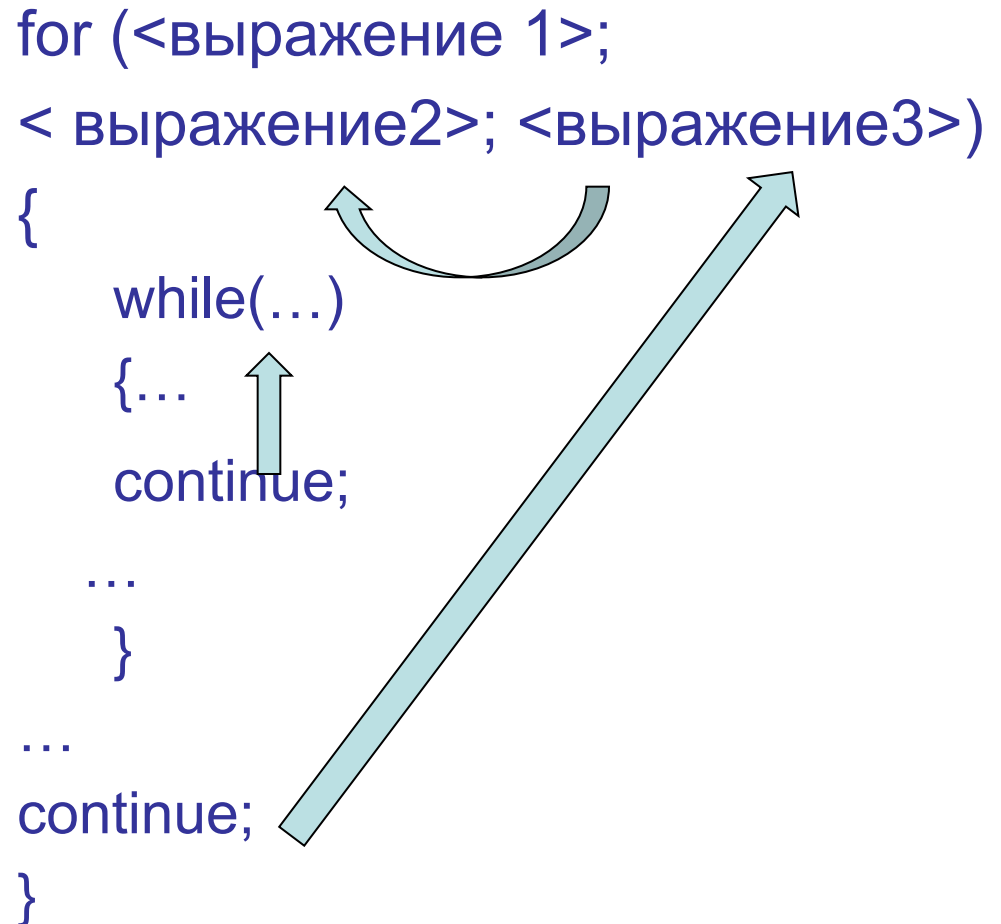 for (<выражение 1>;
< выражение2>; <выражение3>)
{
while(…)
{…
continue;
…
}
…
continue;
}